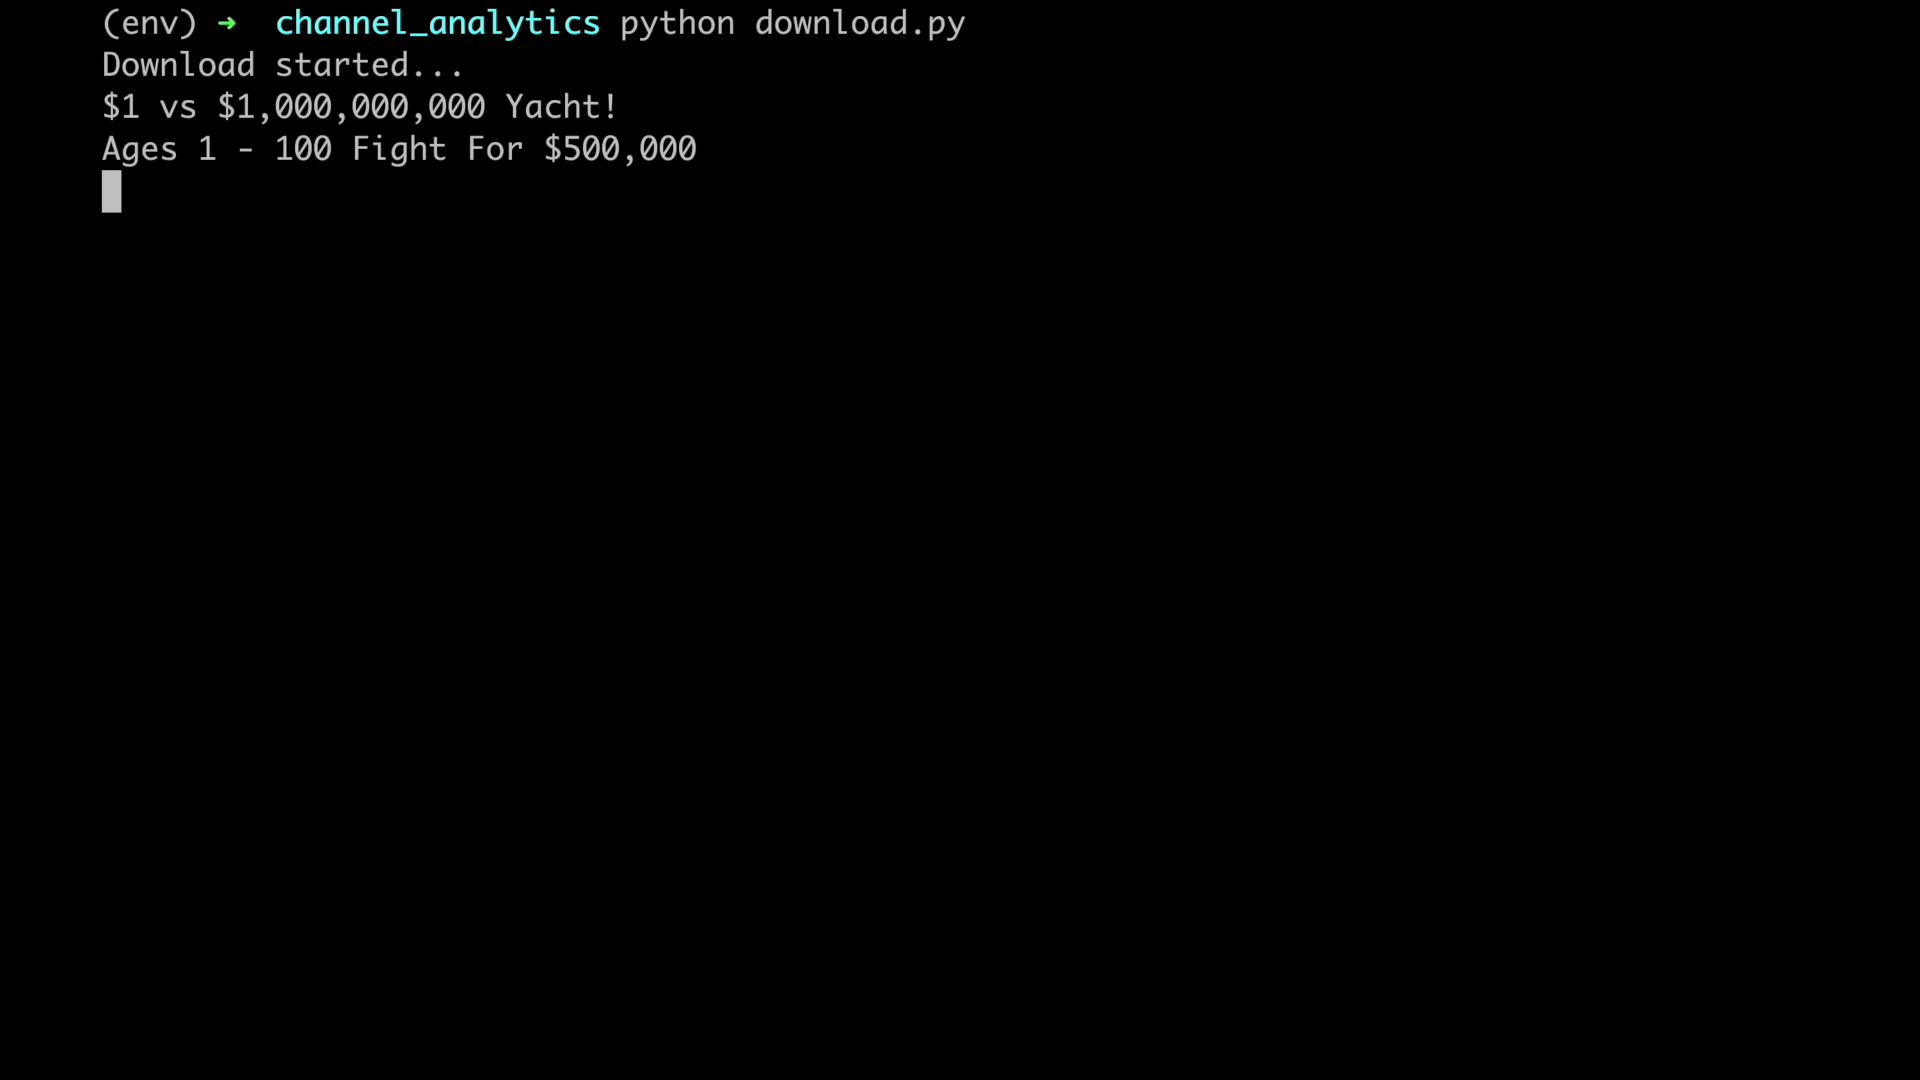 (env) ➜  channel_analytics python download.py
Download started...
$1 vs $1,000,000,000 Yacht!
Ages 1 - 100 Fight For $500,000